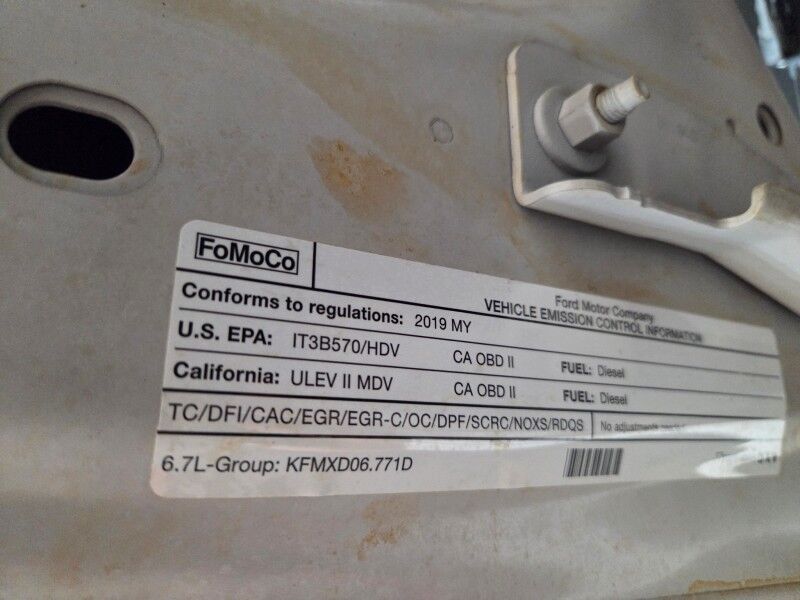 FoMoCo
Ford Motor Company
VEHICLE EMISSION CONTROL INFORMATION
Conforms to regulations: 2019 MY
U.S. EPA: IT3B570/HDV CA OBD II FUEL: Diesel
California: ULEV II MDV CA OBD II FUEL: Diesel
TC/DFI/CAC/EGR/EGR-C/OC/DPF/SCRC/NOXS/RDQS No adjustments
6.7L-Group: KFMXD06.771D